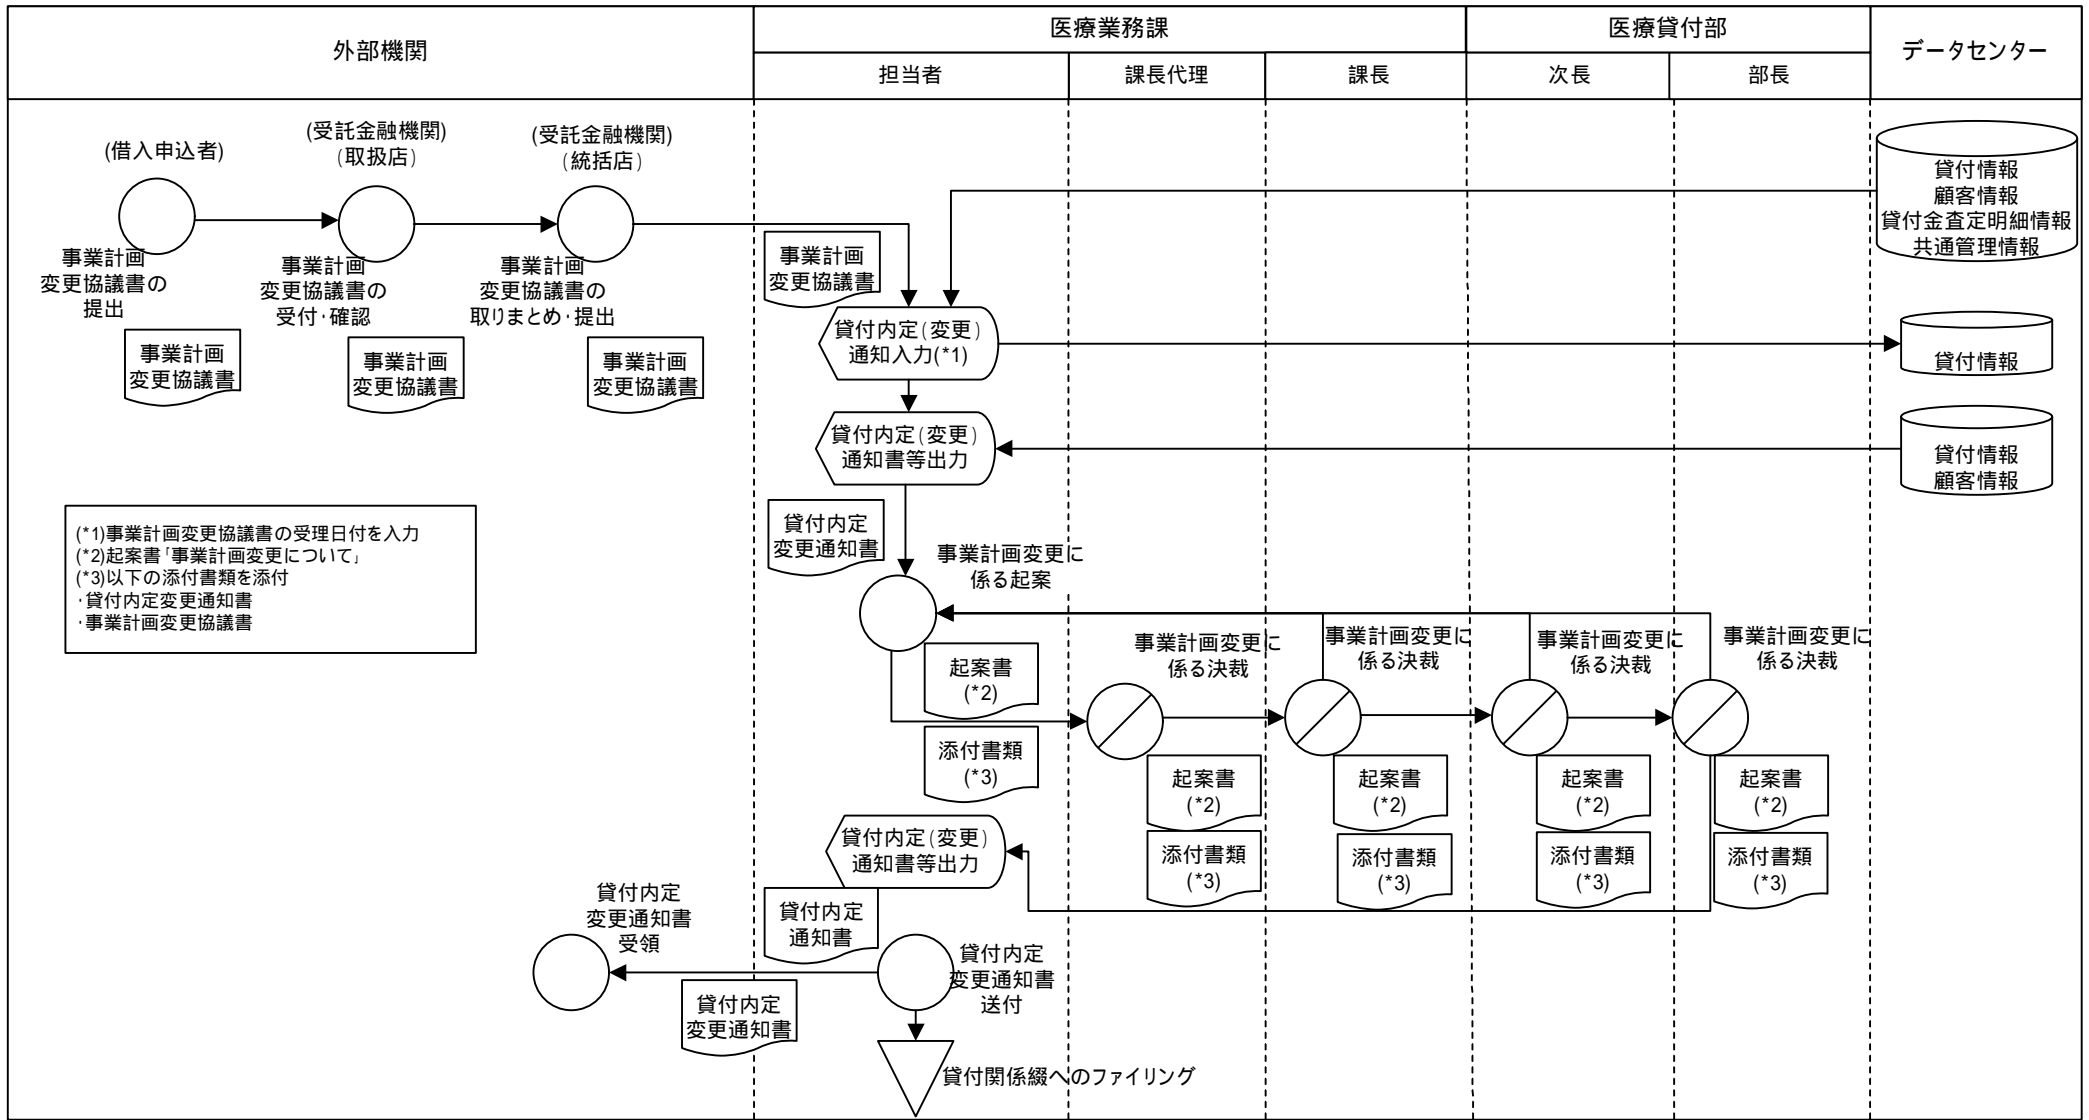 外部機関
医療業務課
医療貸付部
データセンター
担当者
課長代理
課長
次長
部長
(借入申込者)
(受託金融機関)
(取扱店)
(受託金融機関)
(統括店)
事業計画
変更協議書の
提出
事業計画
変更協議書の
受付・確認
事業計画
変更協議書の
取りまとめ・提出
事業計画
変更協議書
事業計画
変更協議書
事業計画
変更協議書
事業計画
変更協議書
貸付情報
顧客情報
貸付金査定明細情報
共通管理情報
貸付内定(変更)
通知入力(*1)
貸付情報
貸付内定(変更)
通知書等出力
貸付情報
顧客情報
(*1)事業計画変更協議書の受理日付を入力
(*2)起案書「事業計画変更について」
(*3)以下の添付書類を添付
・貸付内定変更通知書
・事業計画変更協議書
貸付内定
変更通知書
事業計画変更に
係る起案
起案書
(*2)
添付書類
(*3)
事業計画変更に
係る決裁
事業計画変更に
係る決裁
事業計画変更に
係る決裁
事業計画変更に
係る決裁
起案書
(*2)
起案書
(*2)
起案書
(*2)
起案書
(*2)
添付書類
(*3)
添付書類
(*3)
添付書類
(*3)
添付書類
(*3)
貸付内定(変更)
通知書等出力
貸付内定
通知書
貸付内定
変更通知書
受領
貸付内定
変更通知書
送付
貸付内定
変更通知書
貸付関係綴へのファイリング